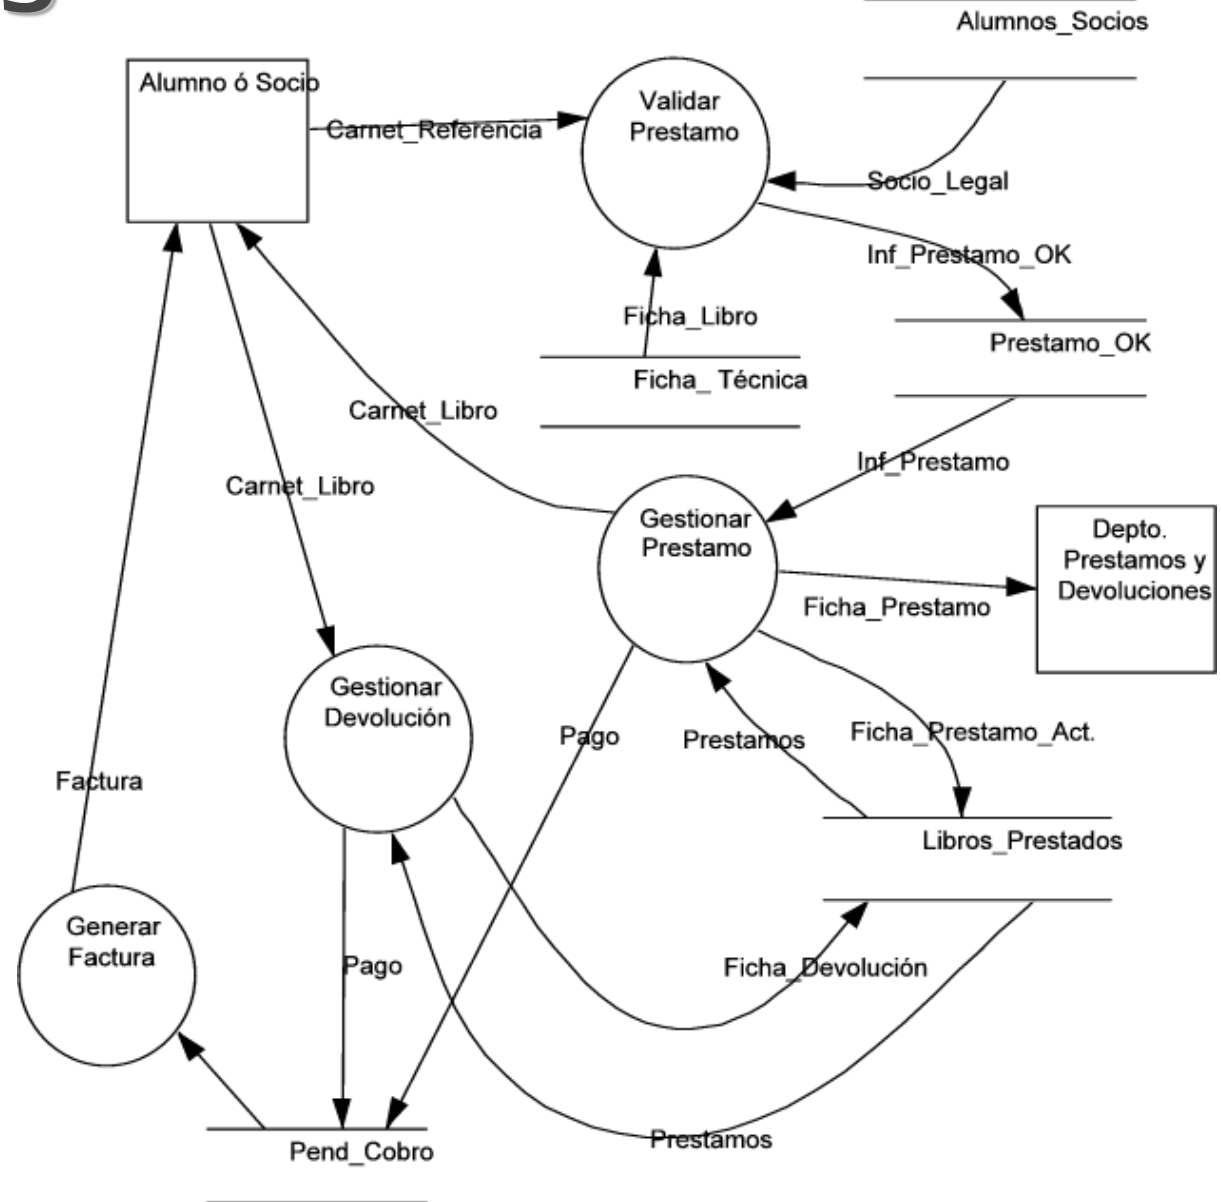 Alumnos_Socios
Alumno ó Socio
Validar
Prestamo
Carnet_Referencia
Socio_Legal
Inf_Prestamo_OK
Ficha_Libro
Prestamo_OK
Ficha_ Técnica
Carnet_Libro
Inf_Prestamo
Carnet_Libro
Gestionar
Prestamo
Depto.
Prestamos y
Devoluciones
Ficha_Prestamo
Gestionar
Devolución
Pago
Prestamos
Ficha_Prestamo_Act.
Factura
Libros_Prestados
Generar
Factura
Pago
Ficha_Devolución
Prestamos
Pend_Cobro